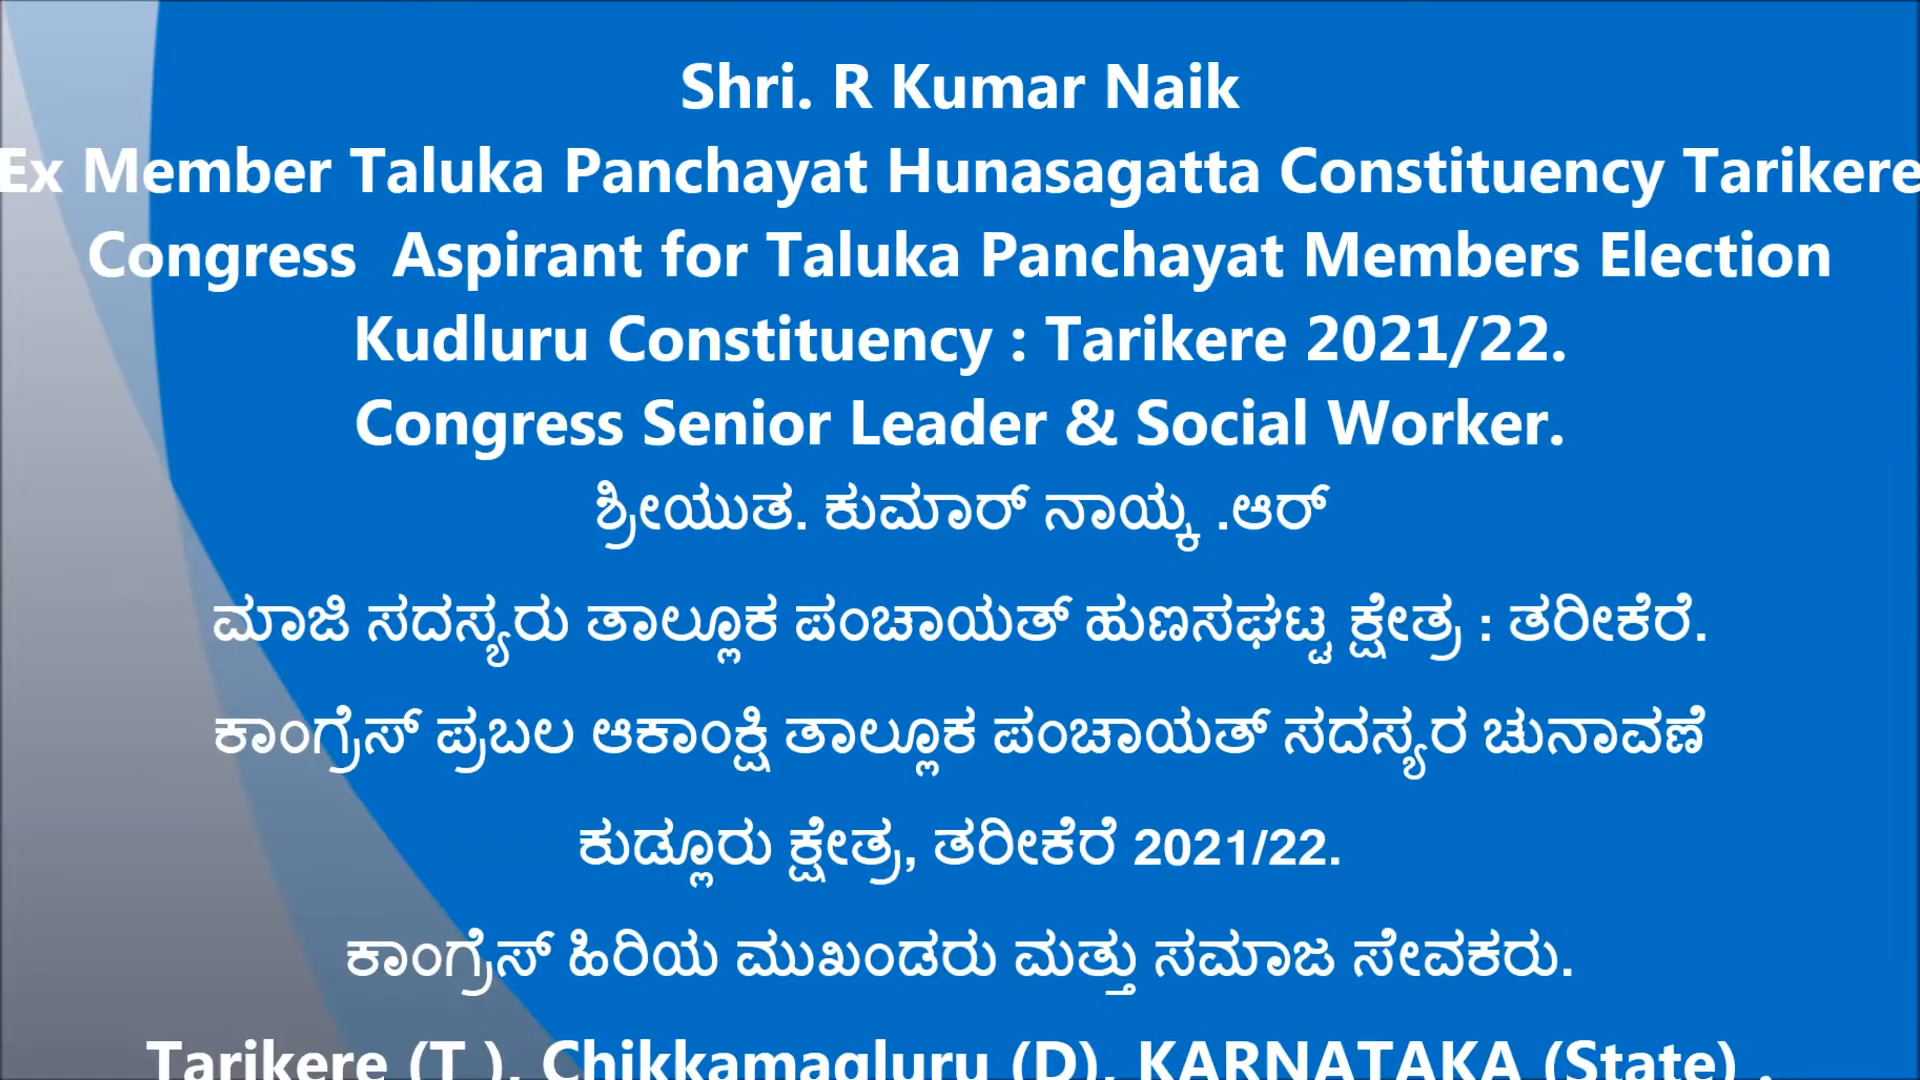 Shri. R Kumar Naik
Ex Member Taluka Panchayat Hunasagatta Constituency Tarikere
Congress  Aspirant for Taluka Panchayat Members Election
Kudluru Constituency : Tarikere 2021/22.
Congress Senior Leader & Social Worker.
ಶ್ರೀಯುತ. ಕುಮಾರ್ ನಾಯ್ಕ .ಆರ್
ಮಾಜಿ ಸದಸ್ಯರು ತಾಲ್ಲೂಕ ಪಂಚಾಯತ್ ಹುಣಸಘಟ್ಟ ಕ್ಷೇತ್ರ : ತರೀಕೆರೆ.
ಕಾಂಗ್ರೆಸ್ ಪ್ರಬಲ ಆಕಾಂಕ್ಷಿ ತಾಲ್ಲೂಕ ಪಂಚಾಯತ್ ಸದಸ್ಯರ ಚುನಾವಣೆ
ಕುಡ್ಲೂರು ಕ್ಷೇತ್ರ, ತರೀಕೆರೆ 2021/22.
ಕಾಂಗ್ರೆಸ್ ಹಿರಿಯ ಮುಖಂಡರು ಮತ್ತು ಸಮಾಜ ಸೇವಕರು.
Tarikere (T ), Chikkamagluru (D), KARNATAKA (State) .